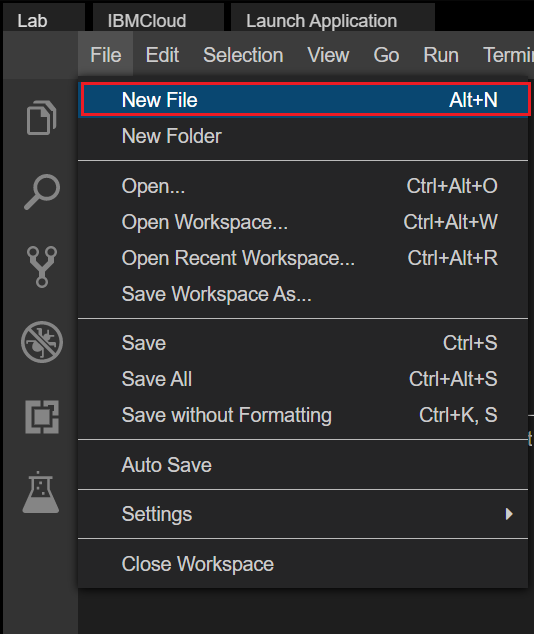 Lab IBMCloud Launch Application
File Edit Selection View Go Run
New File Alt+N
New Folder
Open... Ctrl+Alt+O
Open Workspace... Ctrl+Alt+W
Open Recent Workspace... Ctrl+Alt+R
Save Workspace As...
Save Ctrl+S
Save All Ctrl+Alt+S
Save without Formatting Ctrl+K, S
Auto Save
Settings
Close Workspace